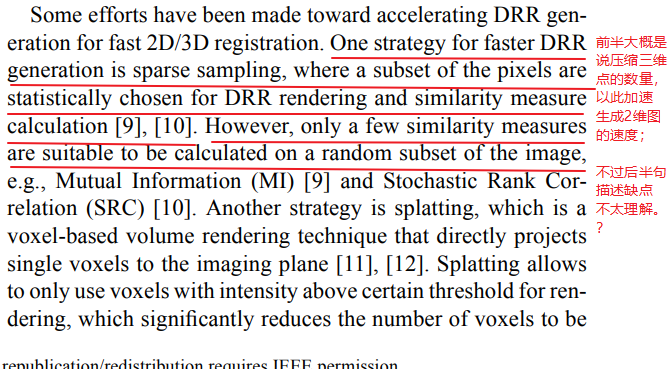 Some efforts have been made toward accelerating DRR gen-
eration for fast 2D/3D registration. One strategy for faster DRR
generation is sparse sampling, where a subset of the pixels are
statistically chosen for DRR rendering and similarity measure
calculation [9], [10]. However, only a few similarity measures
are suitable to be calculated on a random subset of the image,
e.g., Mutual Information (MI) [9] and Stochastic Rank Cor-
relation (SRC) [10]. Another strategy is splatting, which is a
voxel-based volume rendering technique that directly projects
single voxels to the imaging plane [11], [12]. Splatting allows
to only use voxels with intensity above certain threshold for ren-
dering, which significantly reduces the number of voxels to be
republication/redistribution requires IEEE permission
前半大概是
说压缩三维
点的数量,
以此加速
生成2维图
的速度；
不过后半句
描述缺点
不太理解。
？